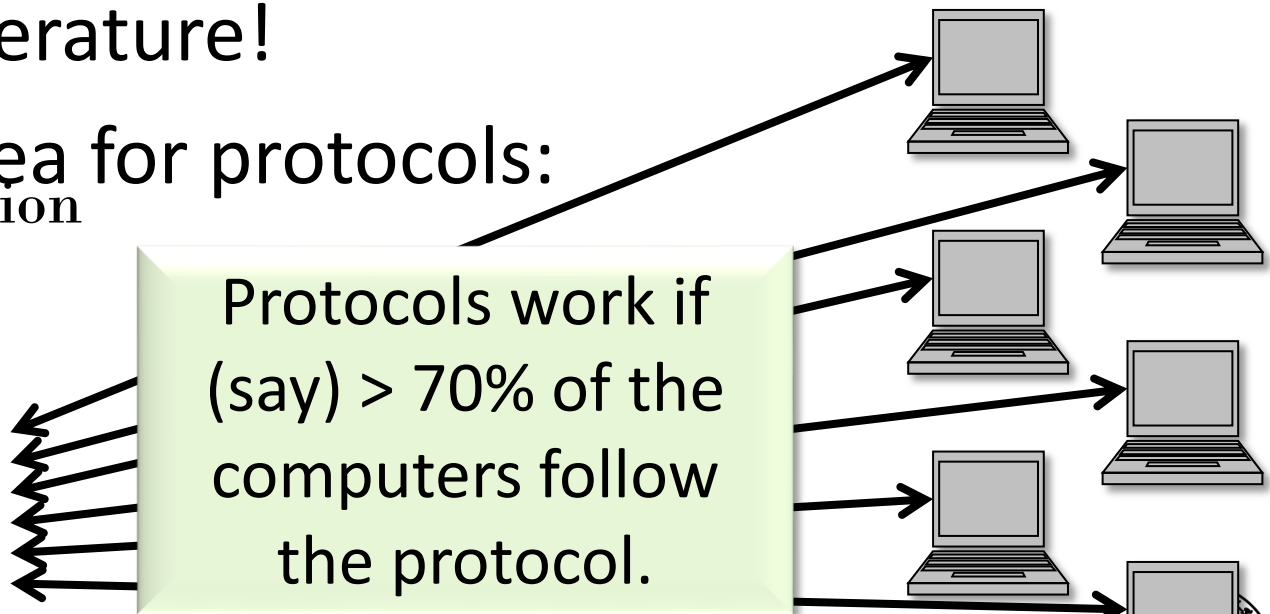 erature!
ea for protocols:
ion
Protocols work if
(say) > 70% of the
computers follow
the protocol.